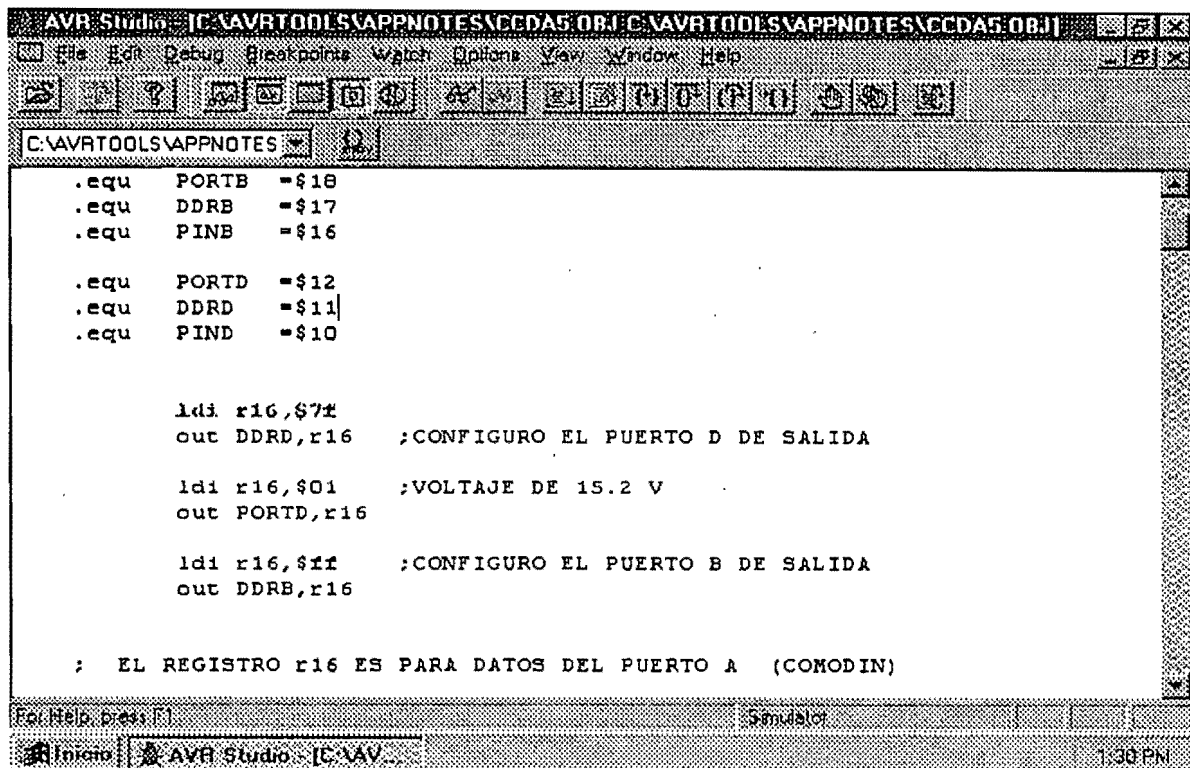 AVR Studio - [C:\AVRTOOLS\APPNOTES\CCDA5.OBJ C:\AVRTOOLS\APPNOTES\CCDA5.OBJ]
File Edit Debug Breakpoints Watch Options View Window Help
C:\AVRTOOLS\APPNOTES
.equ PORTB =$18
.equ DDRB =$17
.equ PINB =$16
.equ PORTD =$12
.equ DDRD =$11
.equ PIND =$10
ldi r16,$7f
out DDRD,r16 ;CONFIGURO EL PUERTO D DE SALIDA
ldi r16,$01 ;VOLTAJE DE 15.2 V
out PORTD,r16
ldi r16,$ff ;CONFIGURO EL PUERTO B DE SALIDA
out DDRB,r16
; EL REGISTRO r16 ES PARA DATOS DEL PUERTO A (COMODIN)
For Help, press F1 Simulator
Inicio AVR Studio - [C:\AV... 1:30 PM